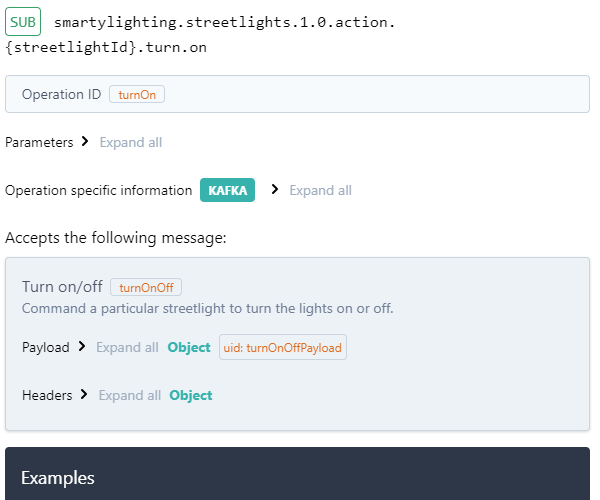 SUB smartylighting.streetlights.1.0.action.
{streetlightId}.turn.on
Operation ID turnOn
Parameters Expand all
Operation specific information KAFKA Expand all
Accepts the following message:
Turn on/off turnOnOff
Command a particular streetlight to turn the lights on or off.
Payload Expand all Object uid: turnOnOffPayload
Headers Expand all Object
Examples